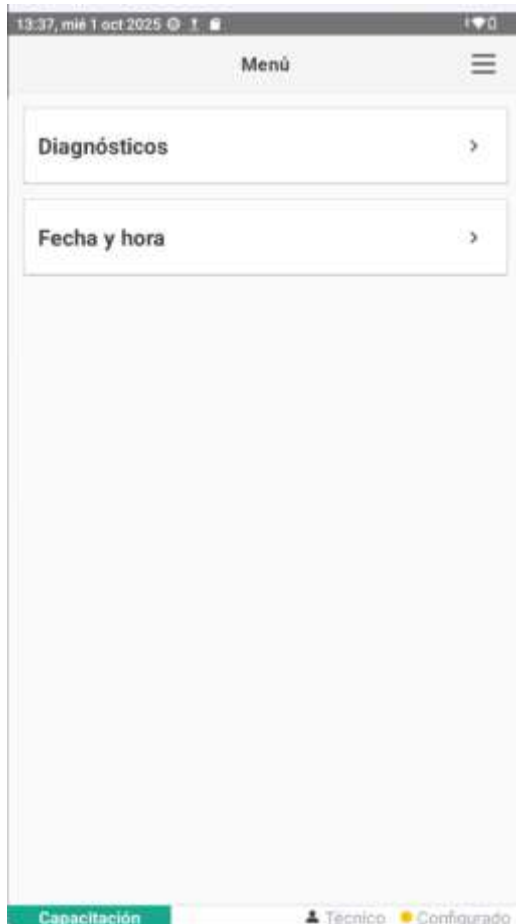 13:37, mié 1 oct 2025
Menú
Diagnósticos
Fecha y hora
Capacitación Técnico Configurado